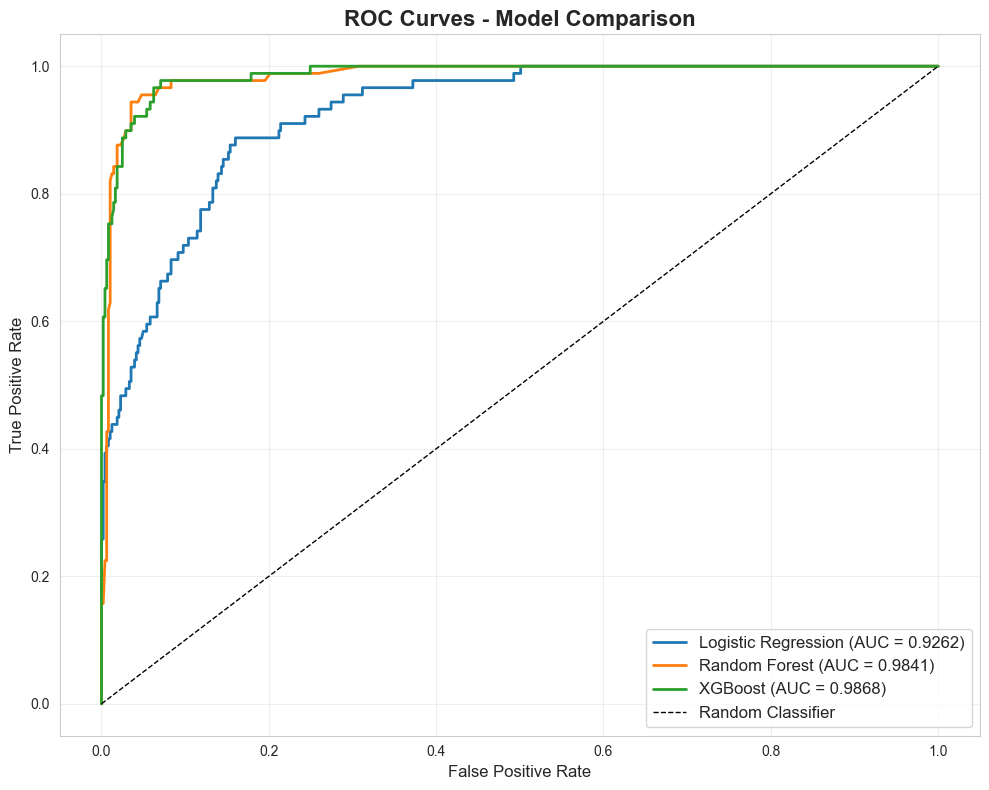 ROC Curves - Model Comparison
True Positive Rate
1.0
0.8
0.6
0.4
0.2
0.0
0.0 0.2 0.4 0.6 0.8 1.0
False Positive Rate
Logistic Regression (AUC = 0.9262)
Random Forest (AUC = 0.9841)
XGBoost (AUC = 0.9868)
Random Classifier